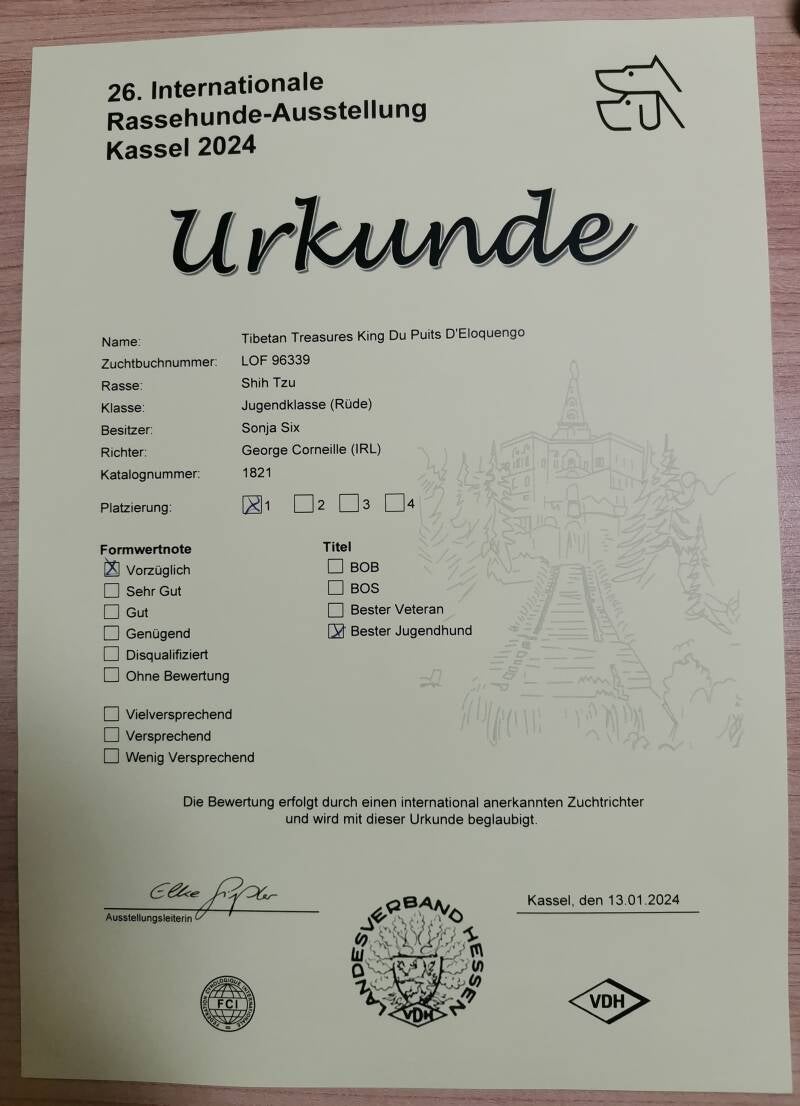 26. Internationale
Rassehunde-Ausstellung
Kassel 2024
Urkunde
Name: Tibetan Treasures King Du Puits D'Eloquengo
Zuchtbuchnummer: LOF 96339
Rasse: Shih Tzu
Klasse: Jugendklasse (Rüde)
Besitzer: Sonja Six
Richter: George Corneille (IRL)
Katalognummer: 1821
Platzierung: 1 2 3 4
Formwertnote
Vorzüglich
Sehr Gut
Gut
Genügend
Disqualifiziert
Ohne Bewertung
Vielversprechend
Versprechend
Wenig Versprechend
Titel
BOB
BOS
Bester Veteran
Bester Jugendhund
Die Bewertung erfolgt durch einen international anerkannten Zuchtrichter
und wird mit dieser Urkunde beglaubigt.
Elke
Ausstellungsleiterin
Kassel, den 13.01.2024
LANDESVERBAND HESSEN
VDH
FEDERATION CYNOLOGIQUE INTERNATIONALE
FCI
VDH